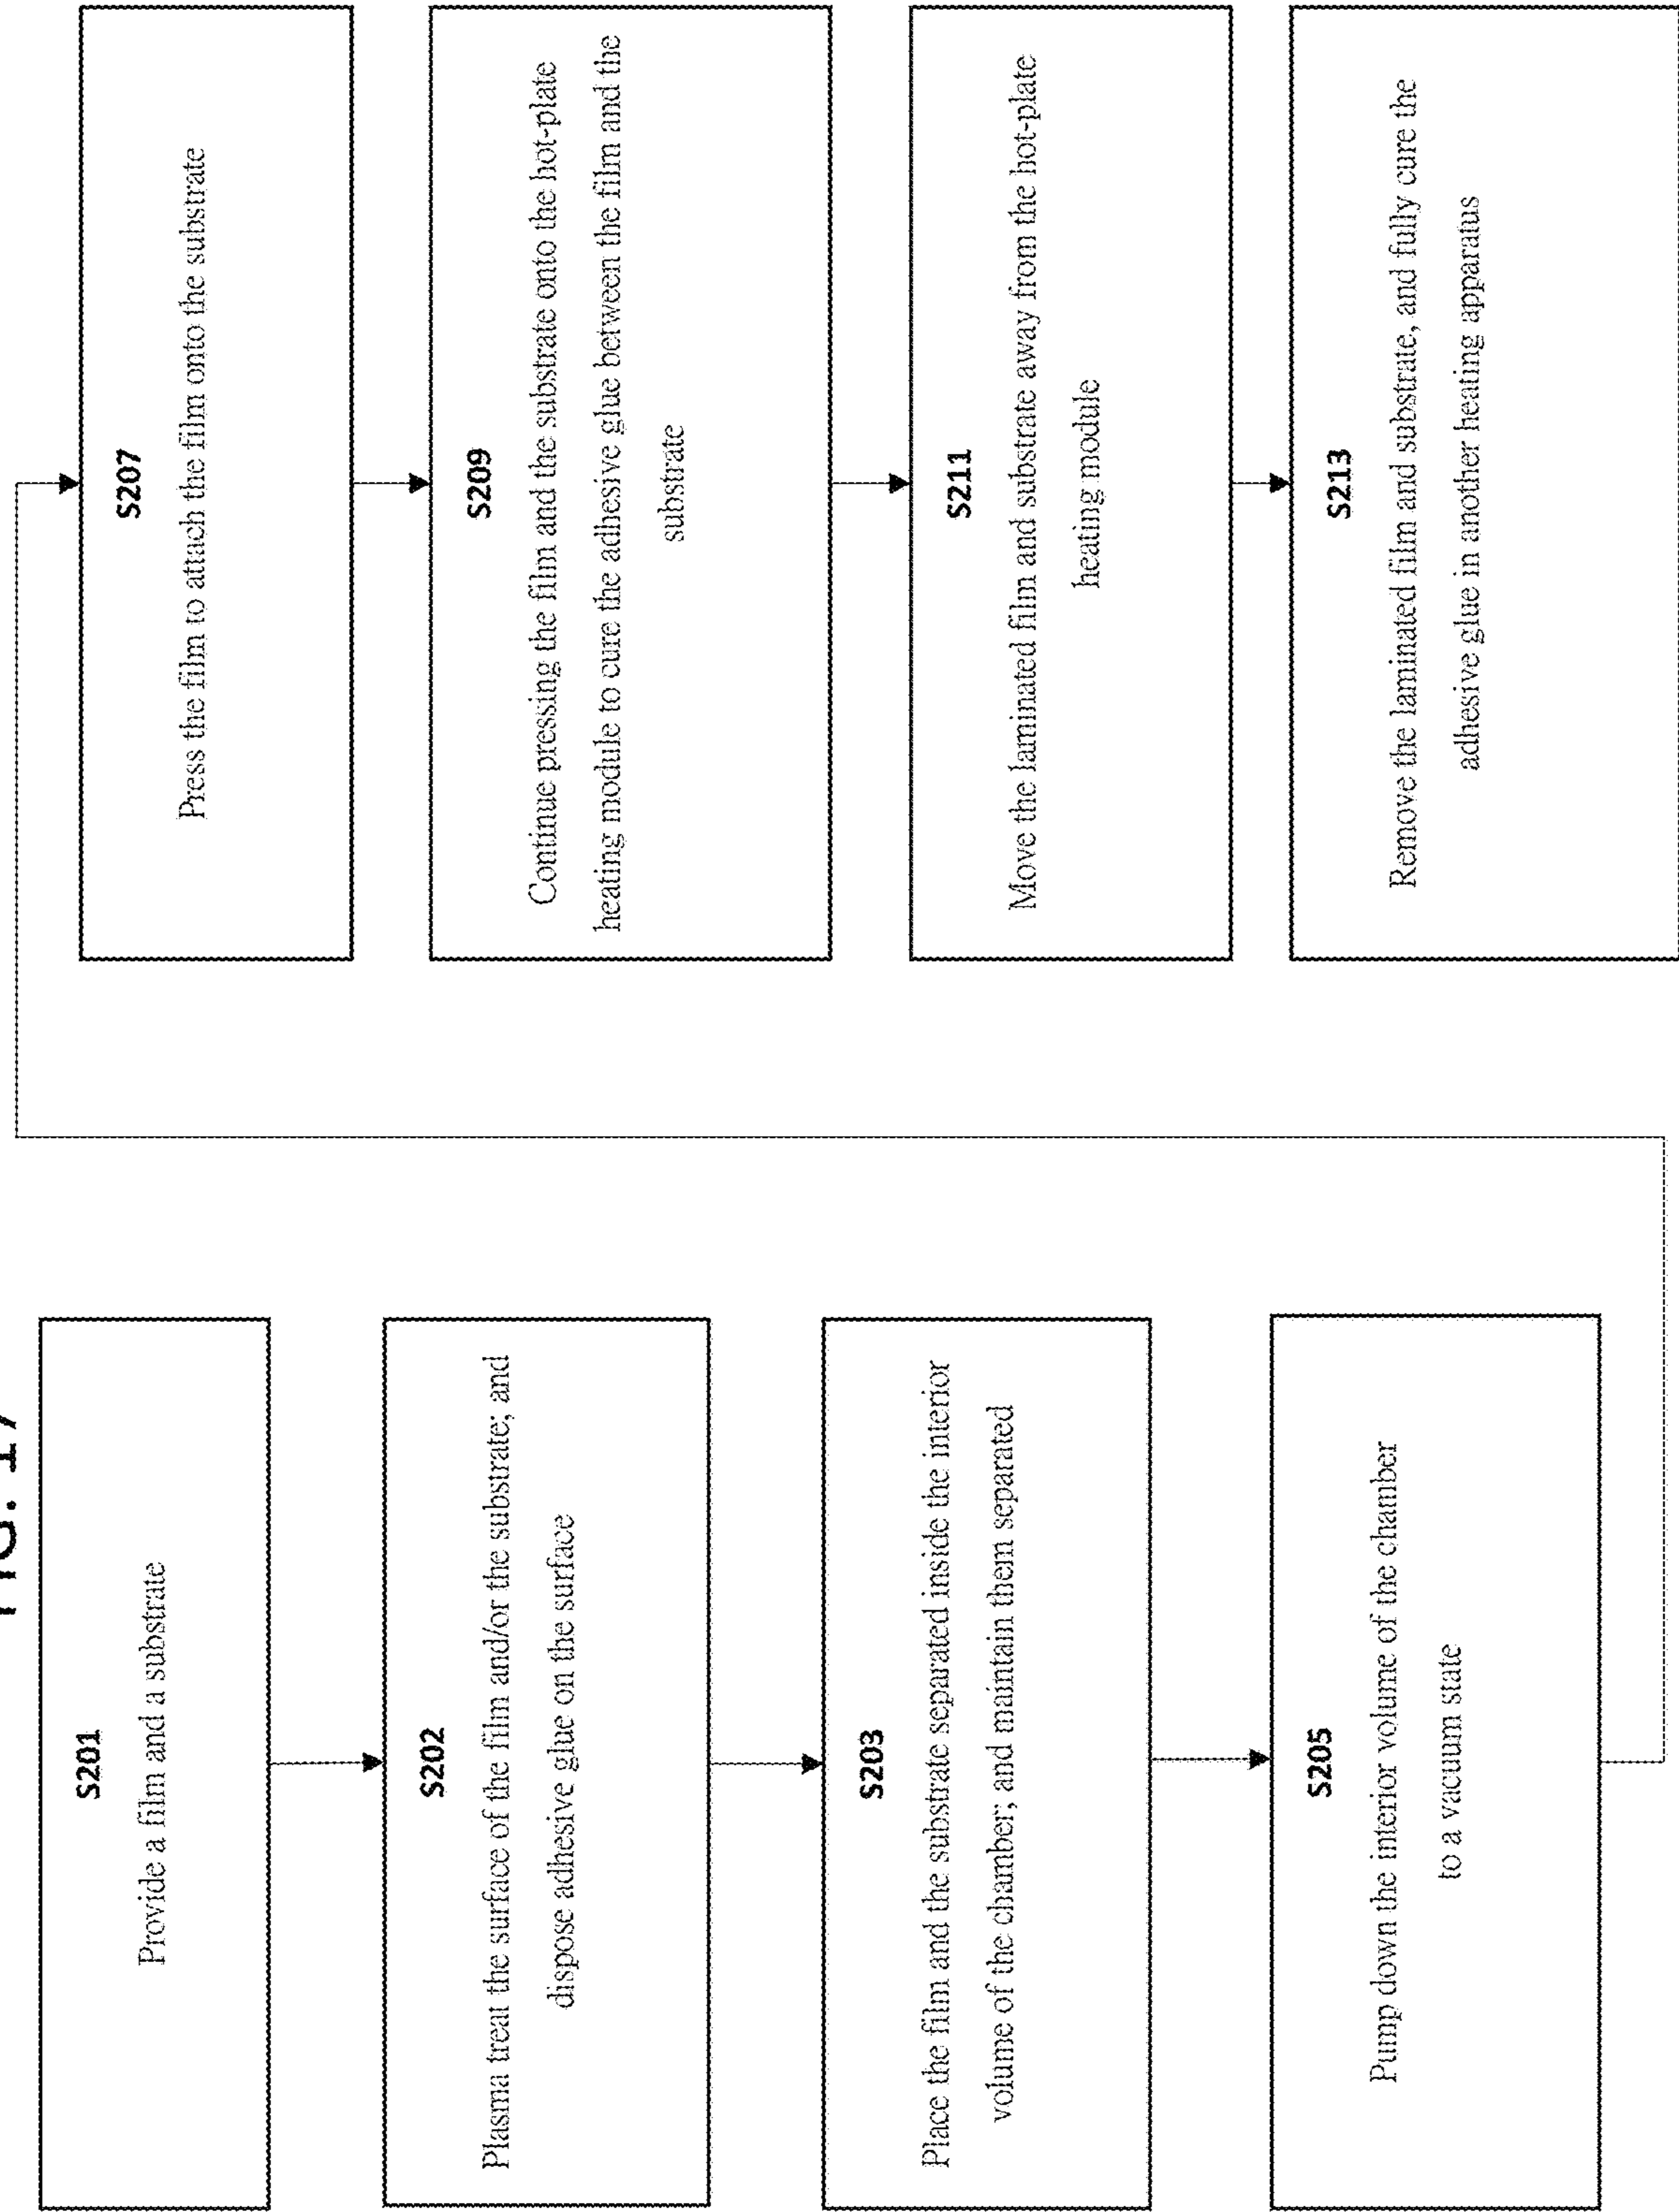 FIG. 17
S201
Provide a film and a substrate
S202
Plasma treat the surface of the film and/or the substrate; and
dispose adhesive glue on the surface
S203
Place the film and the substrate separated inside the interior
volume of the chamber; and maintain them separated
S205
Pump down the interior volume of the chamber
to a vacuum state
S207
Press the film to attach the film onto the substrate
S209
Continue pressing the film and the substrate onto the hot-plate
heating module to cure the adhesive glue between the film and the
substrate
S211
Move the laminated film and substrate away from the hot-plate
heating module
S213
Remove the laminated film and substrate, and fully cure the
adhesive glue in another heating apparatus